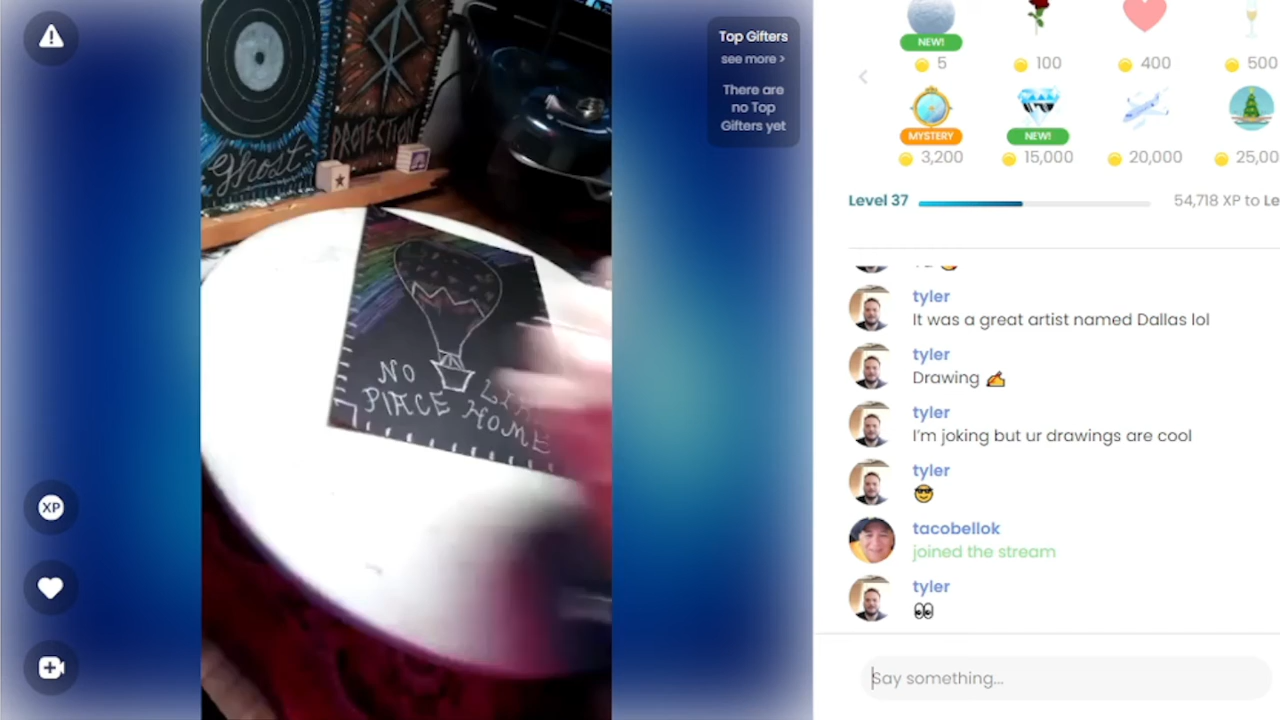 Top Gifters
see more >
There are
no Top
Gifters yet
Ghost
PROTECTION
NO
PLACE HOME
XP
NEW!
5
100
400
500
MYSTERY
NEW!
3,200
15,000
20,000
25,00
Level 37
54,718 XP to Le
tyler
It was a great artist named Dallas lol
tyler
Drawing ✍️
tyler
I'm joking but ur drawings are cool
tyler
😎
tacobellok
joined the stream
tyler
👀
Say something...